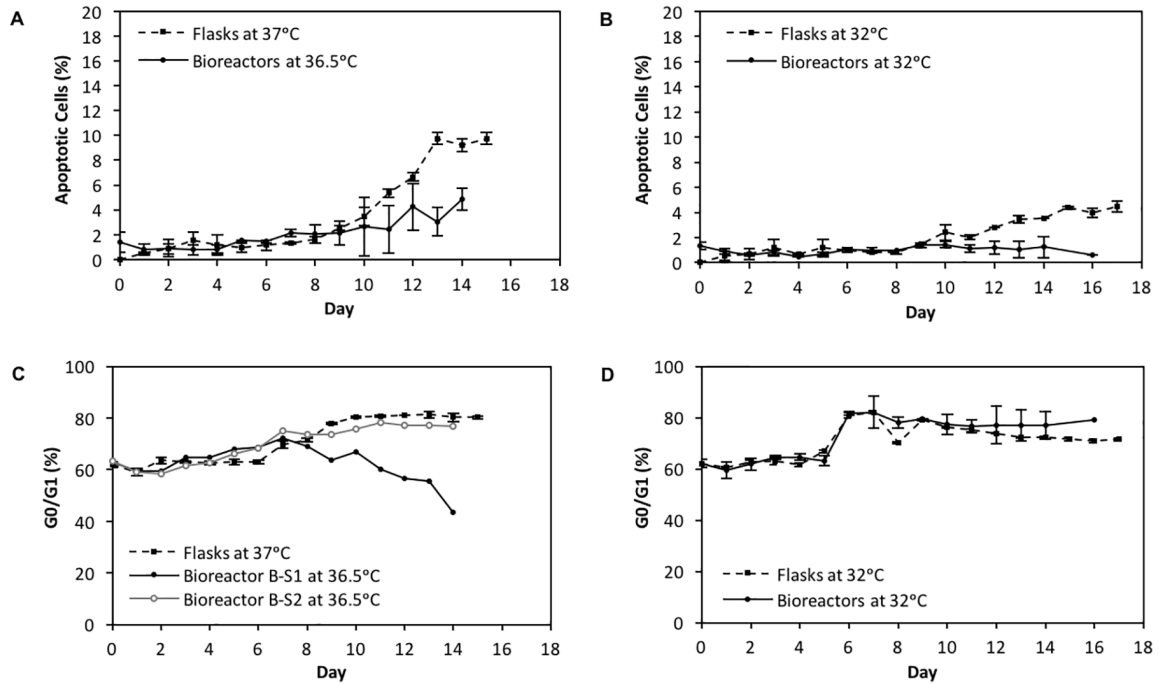 A
Flasks at 37°C
Bioreactors at 36.5°C
Apoptotic Cells (%)
20
18
16
14
12
10
8
6
4
2
0
0 2 4 6 8 10 12 14 16 18
Day
B
Flasks at 32°C
Bioreactors at 32°C
Apoptotic Cells (%)
20
18
16
14
12
10
8
6
4
2
0
0 2 4 6 8 10 12 14 16 18
Day
C
G0/G1 (%)
100
80
60
40
20
0
Flasks at 37°C
Bioreactor B-S1 at 36.5°C
Bioreactor B-S2 at 36.5°C
0 2 4 6 8 10 12 14 16 18
Day
D
G0/G1 (%)
100
80
60
40
20
0
Flasks at 32°C
Bioreactors at 32°C
0 2 4 6 8 10 12 14 16 18
Day